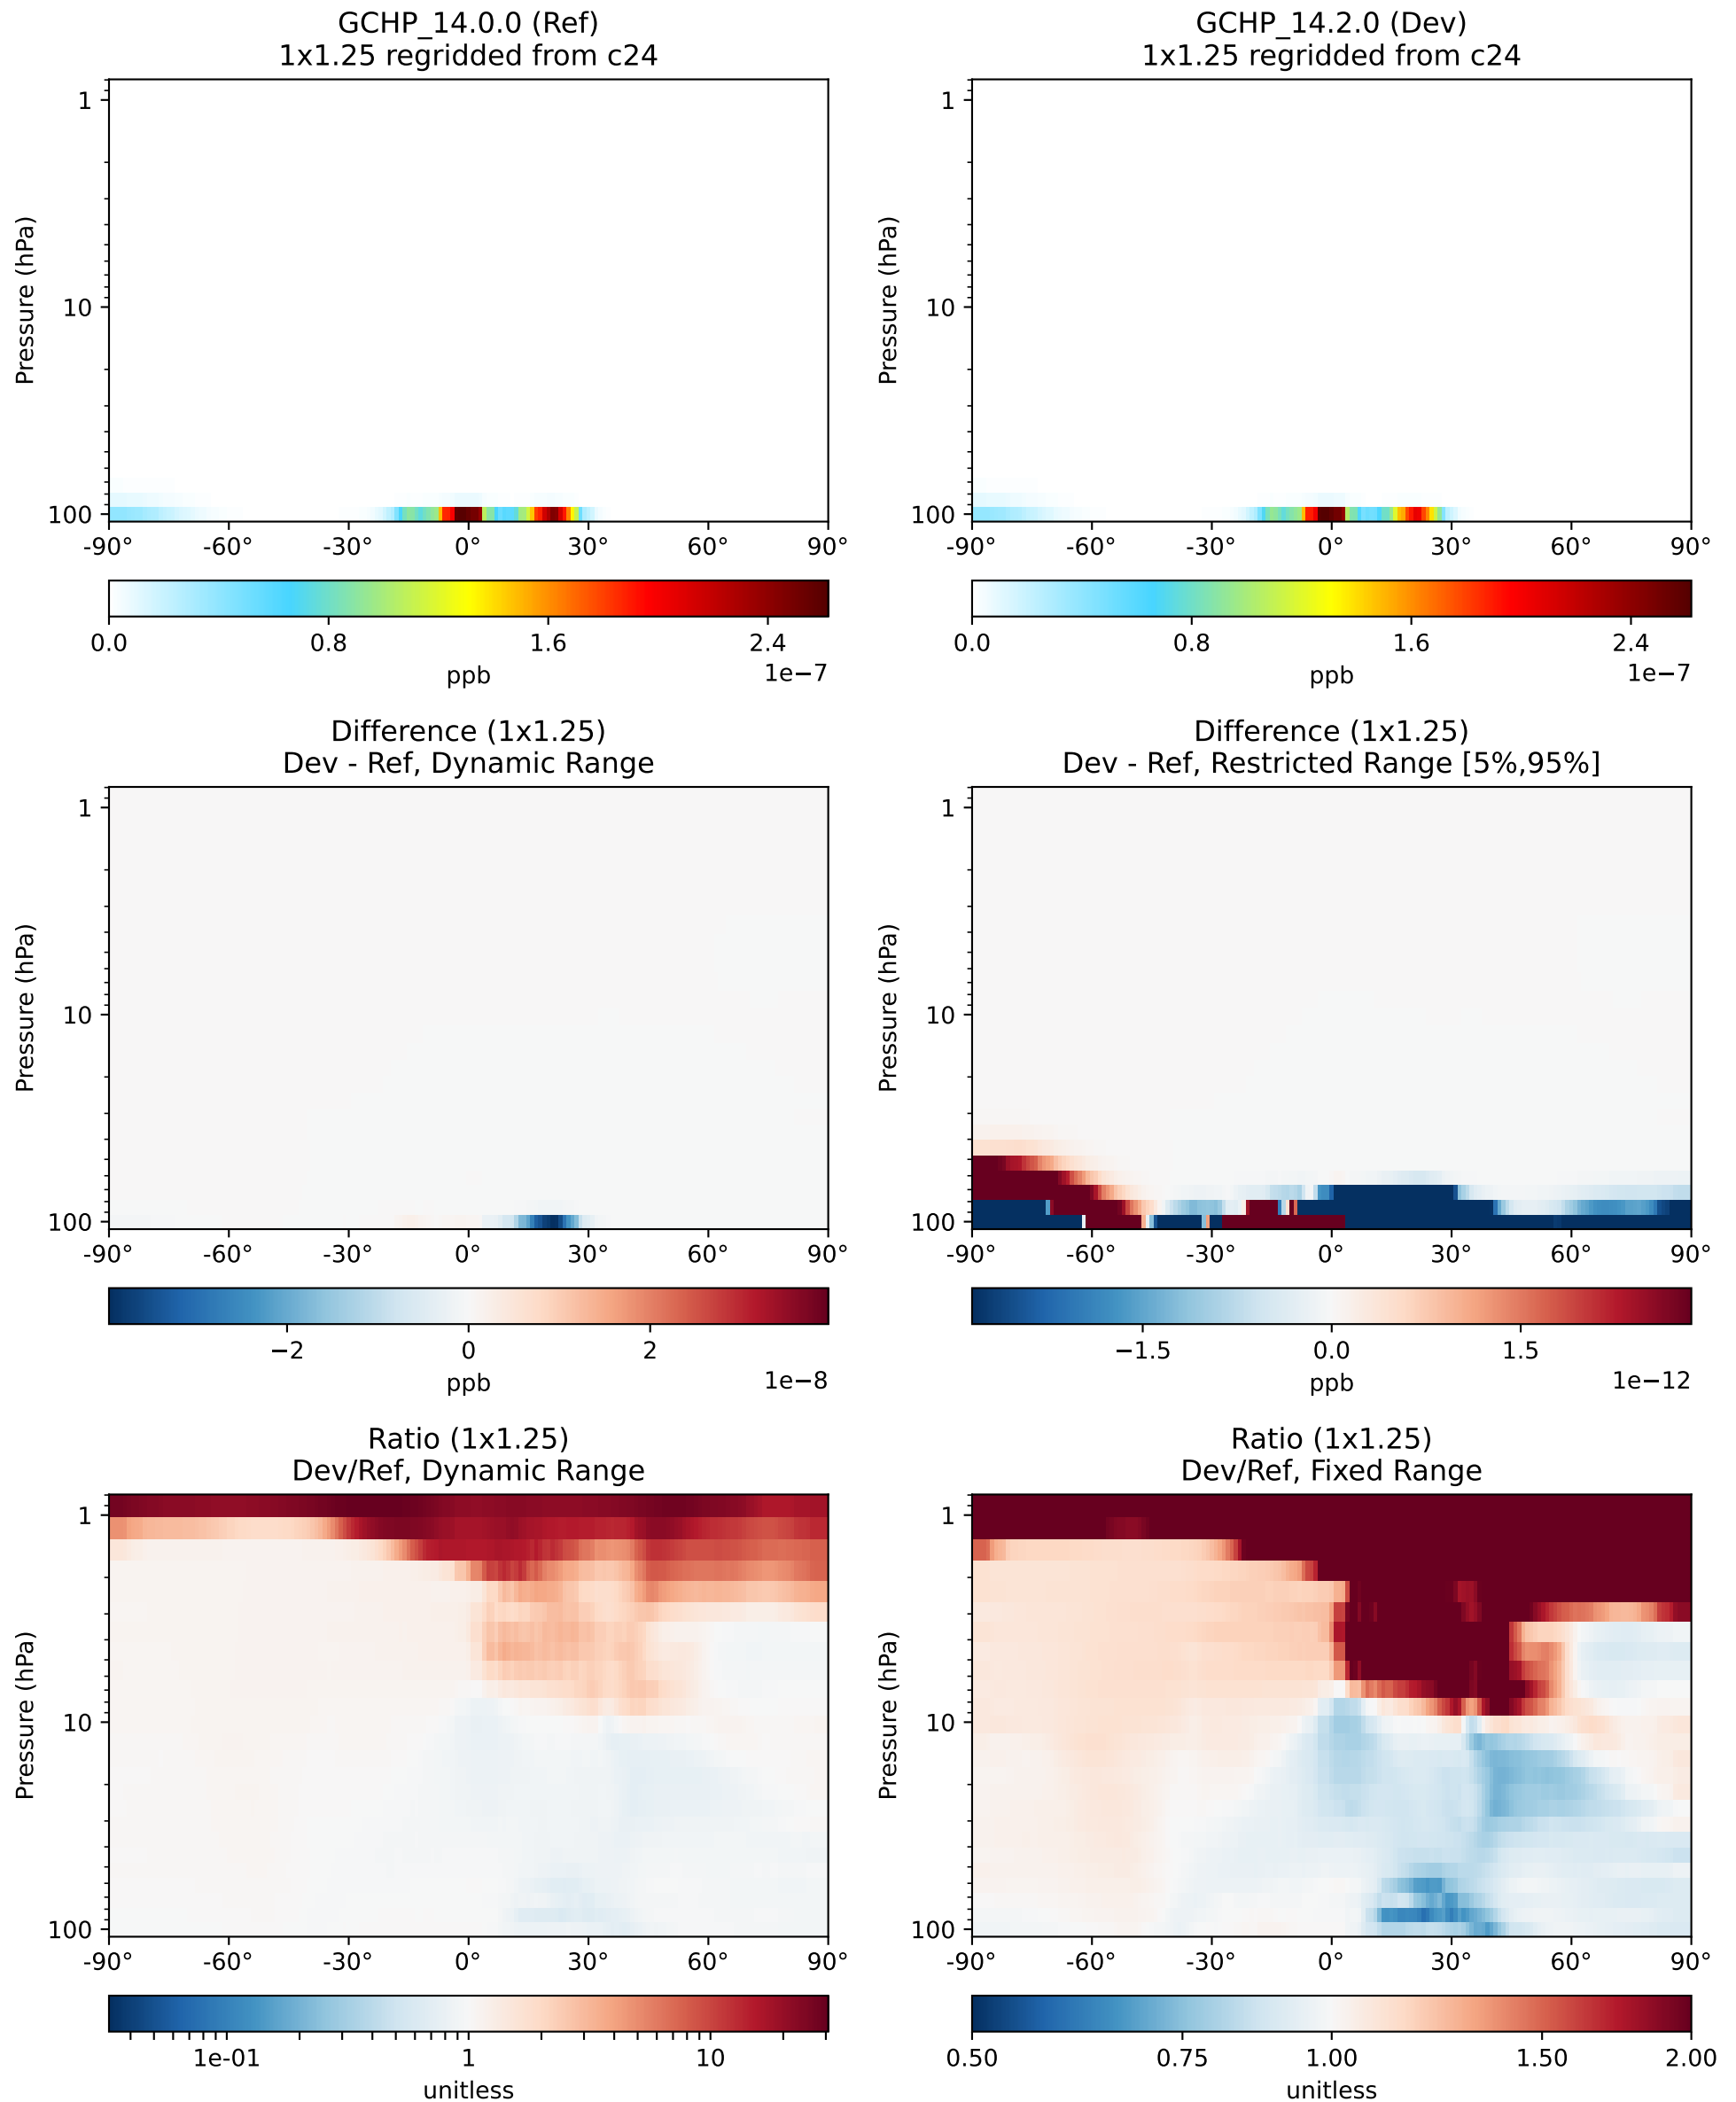 GCHP_14.0.0 (Ref)
1x1.25 regridded from c24
GCHP_14.2.0 (Dev)
1x1.25 regridded from c24
Pressure (hPa)
1
10
100
-90° -60° -30° 0° 30° 60° 90°
0.0 0.8 1.6 2.4
1e−7
ppb
Pressure (hPa)
1
10
100
-90° -60° -30° 0° 30° 60° 90°
0.0 0.8 1.6 2.4
1e−7
ppb
Difference (1x1.25)
Dev - Ref, Dynamic Range
Difference (1x1.25)
Dev - Ref, Restricted Range [5%,95%]
Pressure (hPa)
1
10
100
-90° -60° -30° 0° 30° 60° 90°
−2 0 2
1e−8
ppb
Pressure (hPa)
1
10
100
-90° -60° -30° 0° 30° 60° 90°
−1.5 0.0 1.5
1e−12
ppb
Ratio (1x1.25)
Dev/Ref, Dynamic Range
Ratio (1x1.25)
Dev/Ref, Fixed Range
Pressure (hPa)
1
10
100
-90° -60° -30° 0° 30° 60° 90°
1e-01 1 10
unitless
Pressure (hPa)
1
10
100
-90° -60° -30° 0° 30° 60° 90°
0.50 0.75 1.00 1.50 2.00
unitless